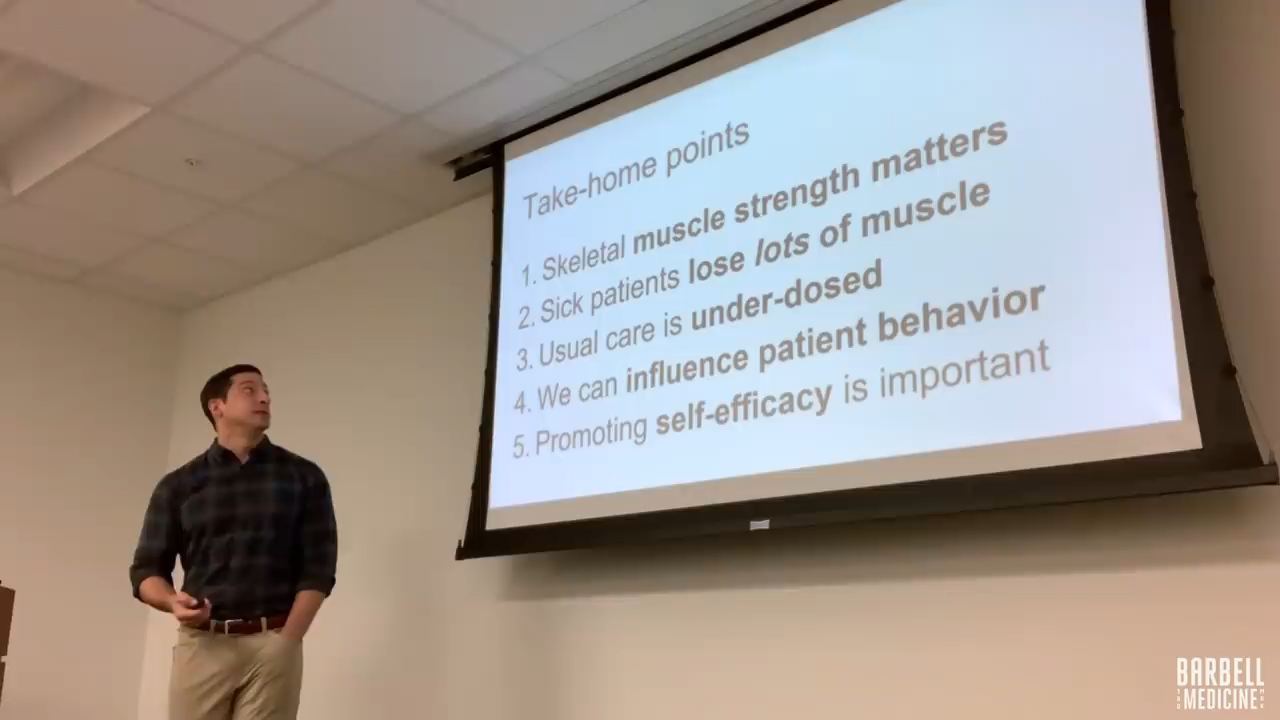 Take-home points
1. Skeletal muscle strength matters
2. Sick patients lose lots of muscle
3. Usual care is under-dosed
4. We can influence patient behavior
5. Promoting self-efficacy is important
BARBELL
MEDICINE